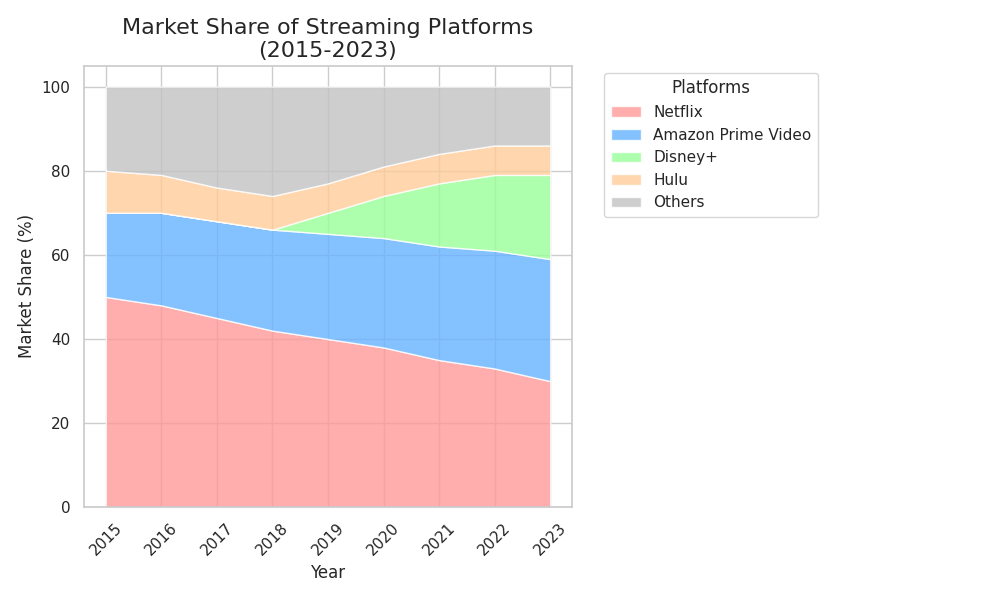 Market Share of Streaming Platforms
(2015-2023)
Platforms
Netflix
Amazon Prime Video
Disney+
Hulu
Others
Market Share (%)
100
80
60
40
20
0
2015
2016
2017
2018
2019
2020
2021
2022
2023
Year